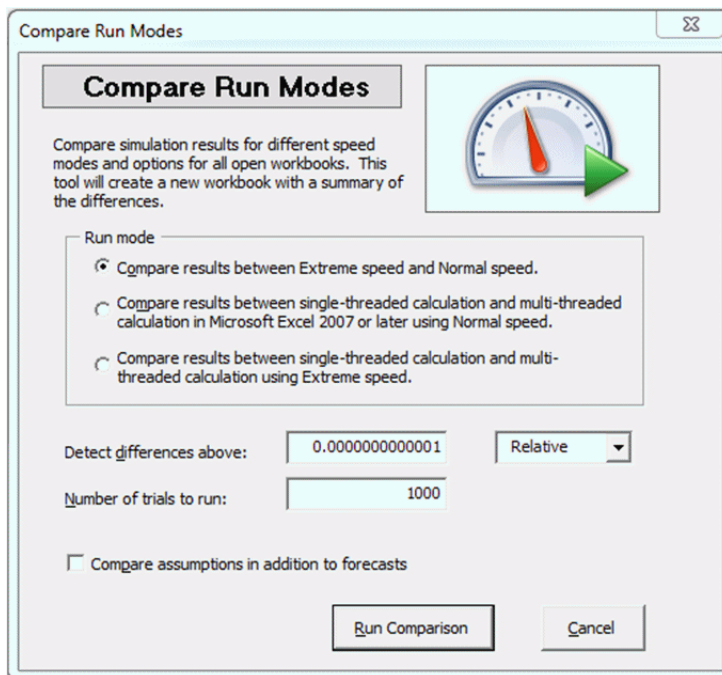 Compare Run Modes
Compare Run Modes
Compare simulation results for different speed
modes and options for all open workbooks.  This
tool will create a new workbook with a summary of
the differences.
Run mode
Compare results between Extreme speed and Normal speed.
Compare results between single-threaded calculation and multi-threaded
calculation in Microsoft Excel 2007 or later using Normal speed.
Compare results between single-threaded calculation and multi-
threaded calculation using Extreme speed.
Detect differences above: 0.0000000000001 Relative
Number of trials to run: 1000
Compare assumptions in addition to forecasts
Run Comparison Cancel